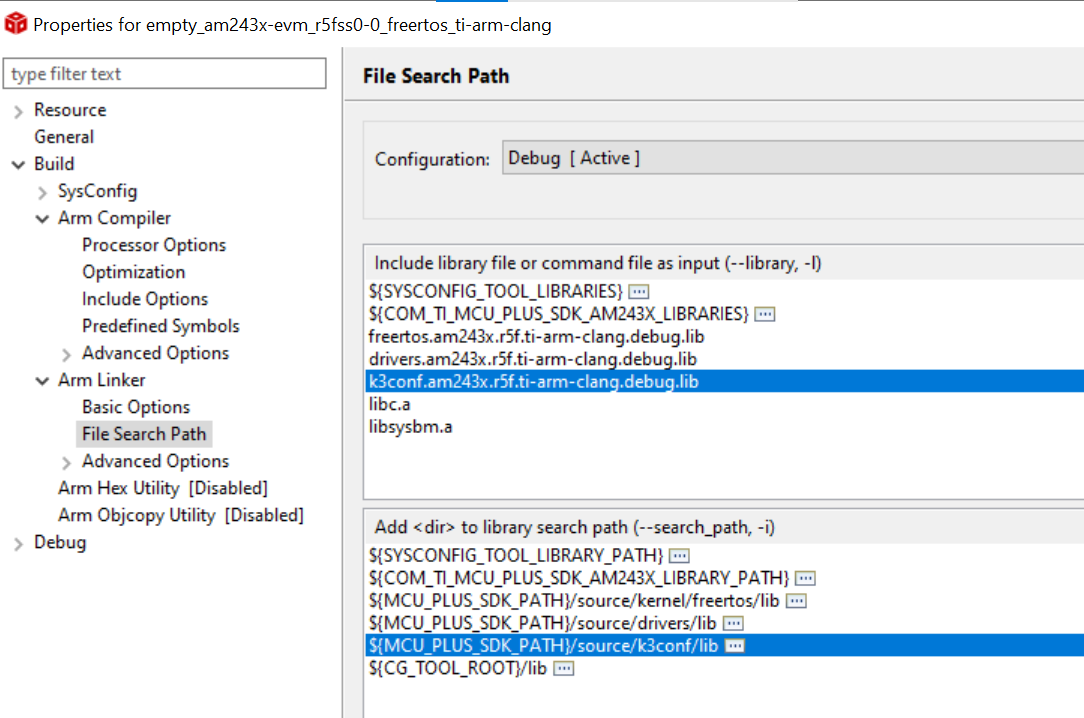 Properties for empty_am243x-evm_r5fss0-0_freertos_ti-arm-clang
type filter text
Resource
General
Build
SysConfig
Arm Compiler
Processor Options
Optimization
Include Options
Predefined Symbols
Advanced Options
Arm Linker
Basic Options
File Search Path
Advanced Options
Arm Hex Utility [Disabled]
Arm Objcopy Utility [Disabled]
Debug
File Search Path
Configuration: Debug [ Active ]
Include library file or command file as input (--library, -l)
${SYSCONFIG_TOOL_LIBRARIES}
${COM_TI_MCU_PLUS_SDK_AM243X_LIBRARIES}
freertos.am243x.r5f.ti-arm-clang.debug.lib
drivers.am243x.r5f.ti-arm-clang.debug.lib
k3conf.am243x.r5f.ti-arm-clang.debug.lib
libc.a
libsysbm.a
Add <dir> to library search path (--search_path, -i)
${SYSCONFIG_TOOL_LIBRARY_PATH}
${COM_TI_MCU_PLUS_SDK_AM243X_LIBRARY_PATH}
${MCU_PLUS_SDK_PATH}/source/kernel/freertos/lib
${MCU_PLUS_SDK_PATH}/source/drivers/lib
${MCU_PLUS_SDK_PATH}/source/k3conf/lib
${CG_TOOL_ROOT}/lib